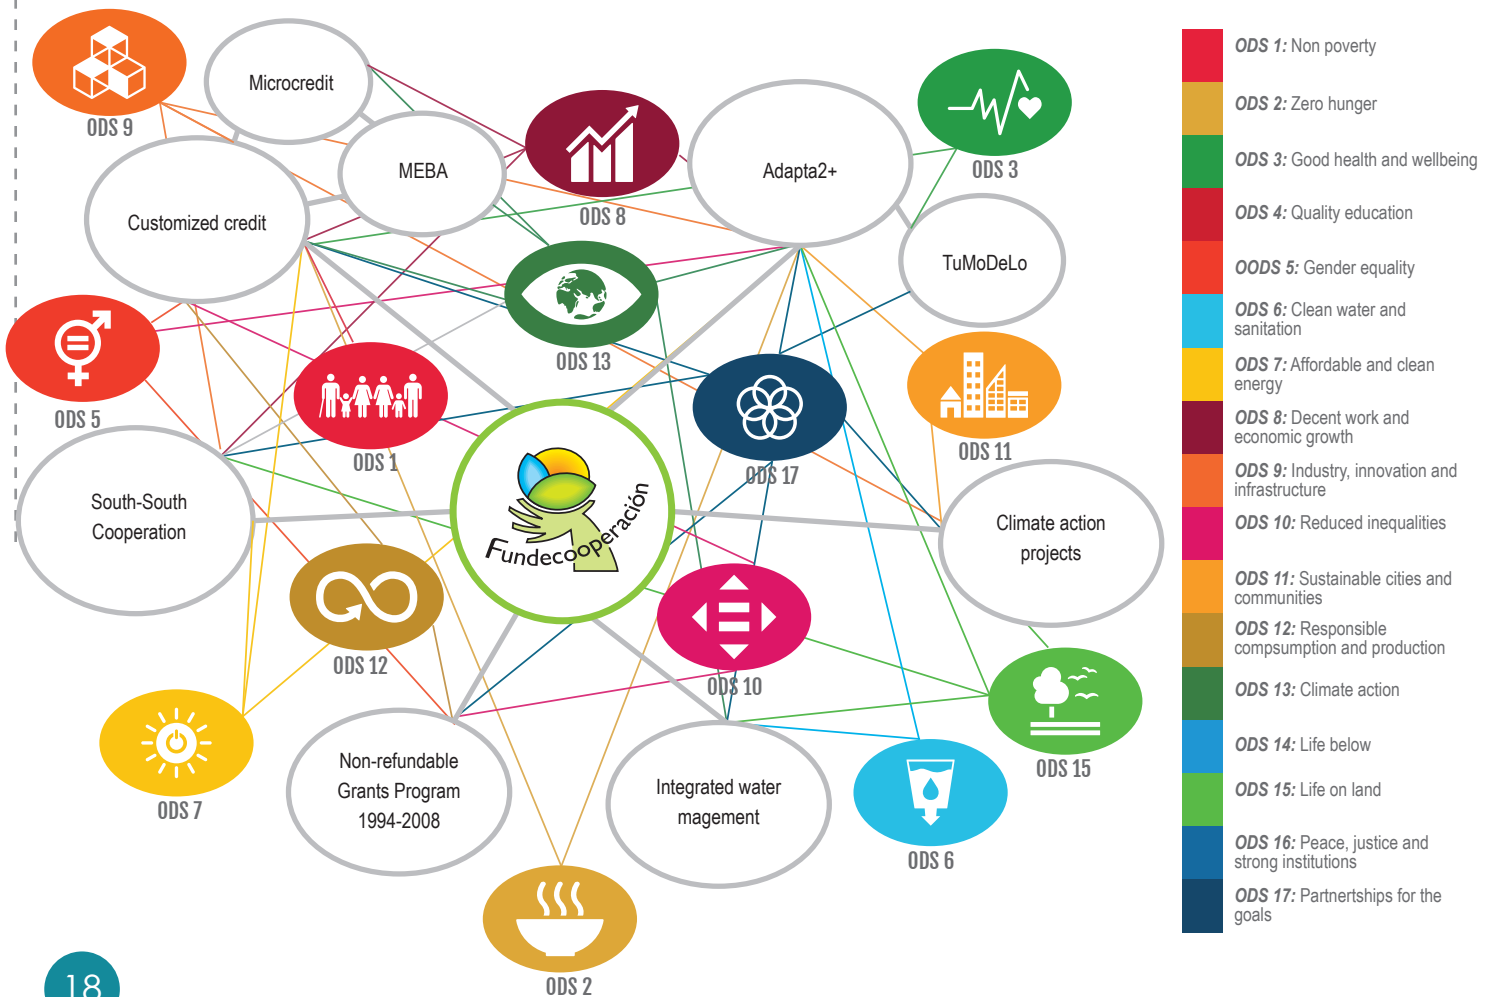 ODS 9
Microcredit
MEBA
Customized credit
ODS 8
Adapta2+
ODS 3
TuMoDeLo
ODS 13
ODS 5
ODS 1
ODS 17
ODS 11
South-South
Cooperation
Fundecooperación
Climate action
projects
ODS 12
ODS 10
ODS 15
ODS 7
Non-refundable
Grants Program
1994-2008
Integrated water
magement
ODS 6
ODS 2
18
ODS 1: Non poverty
ODS 2: Zero hunger
ODS 3: Good health and wellbeing
ODS 4: Quality education
OODS 5: Gender equality
ODS 6: Clean water and
sanitation
ODS 7: Affordable and clean
energy
ODS 8: Decent work and
economic growth
ODS 9: Industry, innovation and
infrastructure
ODS 10: Reduced inequalities
ODS 11: Sustainable cities and
communities
ODS 12: Responsible
compsumption and production
ODS 13: Climate action
ODS 14: Life below
ODS 15: Life on land
ODS 16: Peace, justice and
strong institutions
ODS 17: Partnertships for the
goals